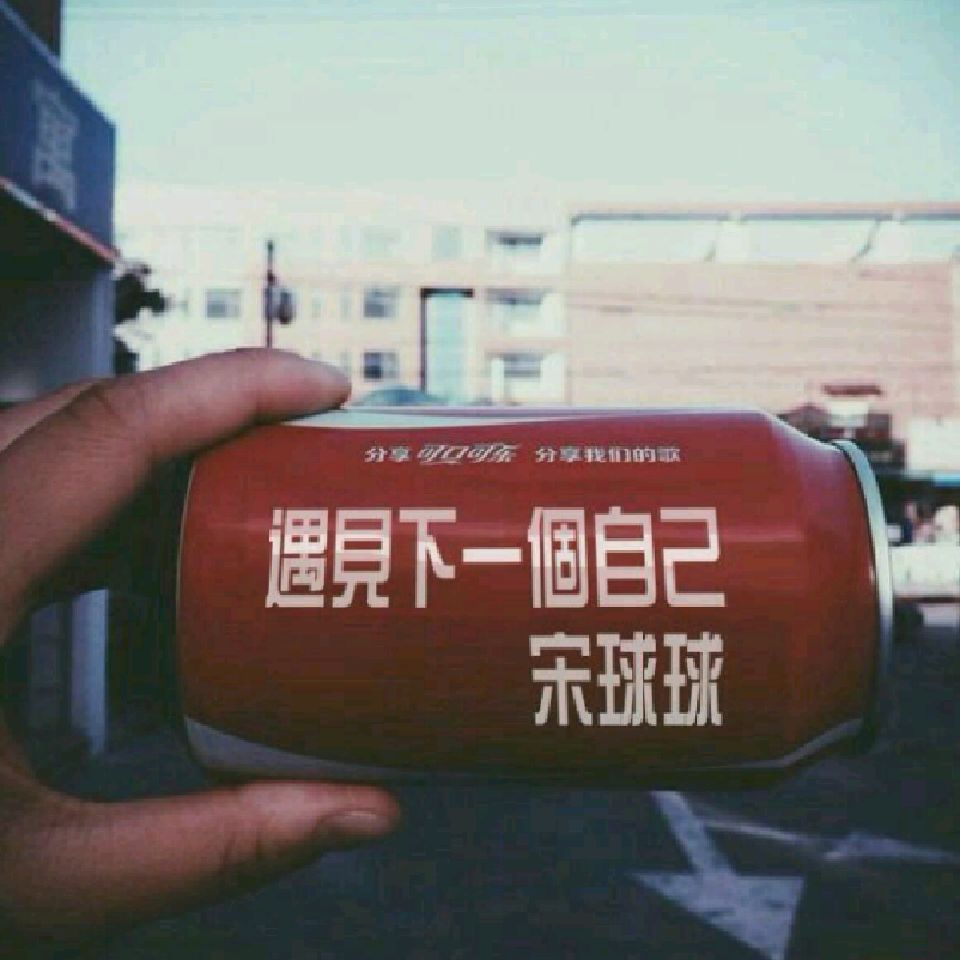 分享 可口可乐 分享我们的歌
遇見下一個自己
宋球球